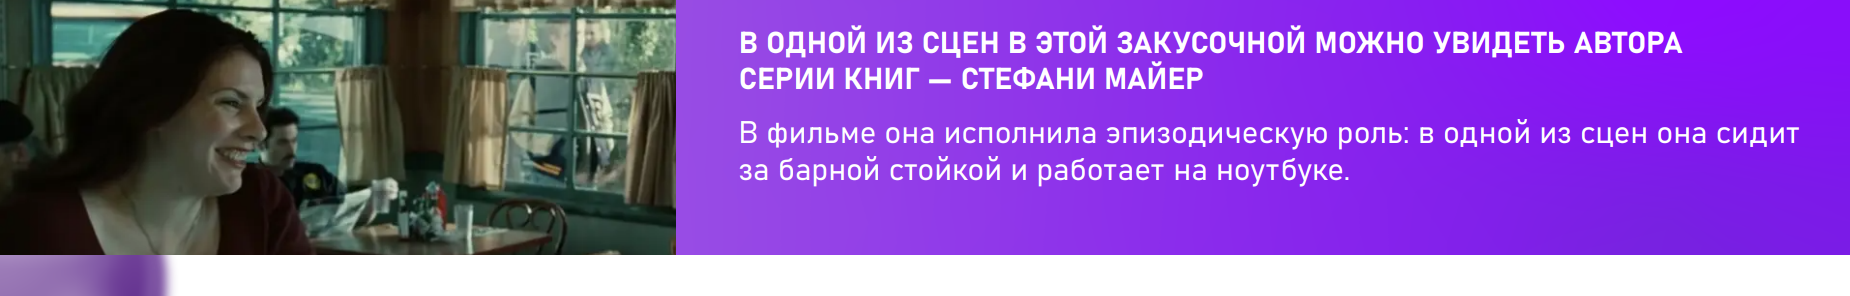 В ОДНОЙ ИЗ СЦЕН В ЭТОЙ ЗАКУСОЧНОЙ МОЖНО УВИДЕТЬ АВТОРА
СЕРИИ КНИГ — СТЕФАНИ МАЙЕР
В фильме она исполнила эпизодическую роль: в одной из сцен она сидит
за барной стойкой и работает на ноутбуке.